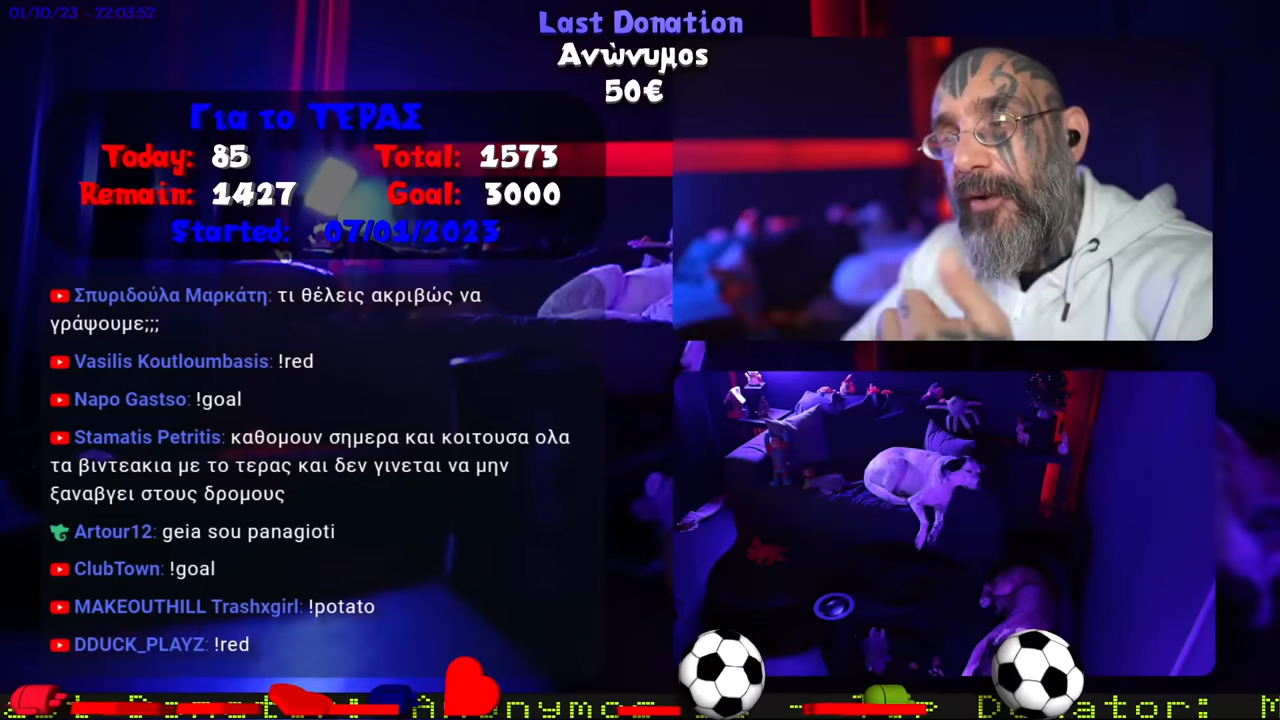 01/10/23 - 22:03:52
Last Donation
Ανώνυμος
50€
Για το ΤΕΡΑΣ
Today: 85 Total: 1573
Remain: 1427 Goal: 3000
Started: 07/01/2023
Σπυριδούλα Μαρκάτη: τι θέλεις ακριβώς να
γράψουμε;;;
Vasilis Koutloumbasis: !red
Napo Gastso: !goal
Stamatis Petritis: καθομουν σημερα και κοιτουσα ολα
τα βιντεακια με το τερας και δεν γινεται να μην
ξαναβγει στους δρομους
Artour12: geia sou panagioti
ClubTown: !goal
MAKEOUTHILL Trashxgirl: !potato
DDUCK_PLAYZ: !red